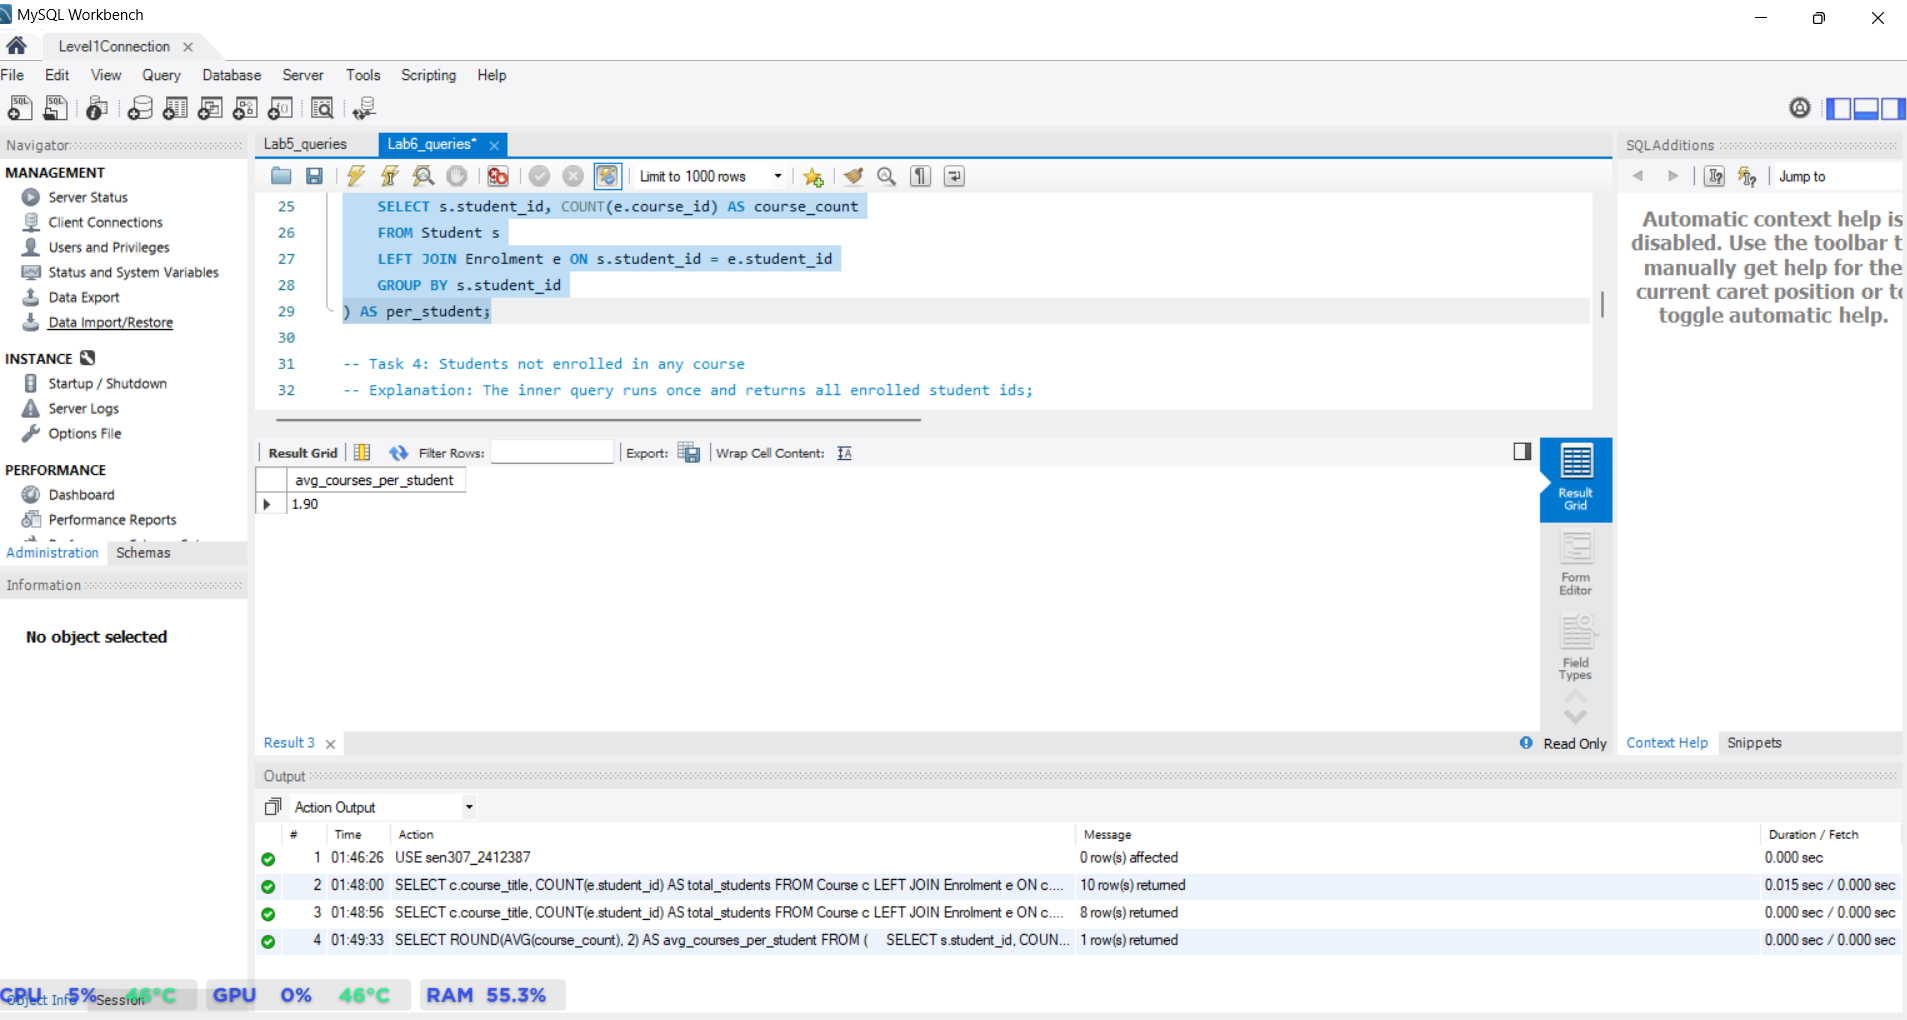 MySQL Workbench
Level1Connection
File Edit View Query Database Server Tools Scripting Help
Navigator
MANAGEMENT
Server Status
Client Connections
Users and Privileges
Status and System Variables
Data Export
Data Import/Restore
INSTANCE
Startup / Shutdown
Server Logs
Options File
PERFORMANCE
Dashboard
Performance Reports
Administration Schemas
Information
No object selected
Lab5_queries Lab6_queries*
Limit to 1000 rows
25 SELECT s.student_id, COUNT(e.course_id) AS course_count
26 FROM Student s
27 LEFT JOIN Enrolment e ON s.student_id = e.student_id
28 GROUP BY s.student_id
29 ) AS per_student;
30
31 -- Task 4: Students not enrolled in any course
32 -- Explanation: The inner query runs once and returns all enrolled student ids;
Result Grid Filter Rows: Export: Wrap Cell Content:
avg_courses_per_student
1.90
Result
Grid
Form
Editor
Field
Types
Result 3
Read Only
SQLAdditions
Jump to
Automatic context help is
disabled. Use the toolbar t
manually get help for the
current caret position or to
toggle automatic help.
Context Help Snippets
Output
Action Output
# Time Action Message Duration / Fetch
1 01:46:26 USE sen307_2412387 0 row(s) affected 0.000 sec
2 01:48:00 SELECT c.course_title, COUNT(e.student_id) AS total_students FROM Course c LEFT JOIN Enrolment e ON c.... 10 row(s) returned 0.015 sec / 0.000 sec
3 01:48:56 SELECT c.course_title, COUNT(e.student_id) AS total_students FROM Course c LEFT JOIN Enrolment e ON c.... 8 row(s) returned 0.000 sec / 0.000 sec
4 01:49:33 SELECT ROUND(AVG(course_count), 2) AS avg_courses_per_student FROM ( SELECT s.student_id, COUN... 1 row(s) returned 0.000 sec / 0.000 sec
Object Info Session
CPU 5% 46°C GPU 0% 46°C RAM 55.3%